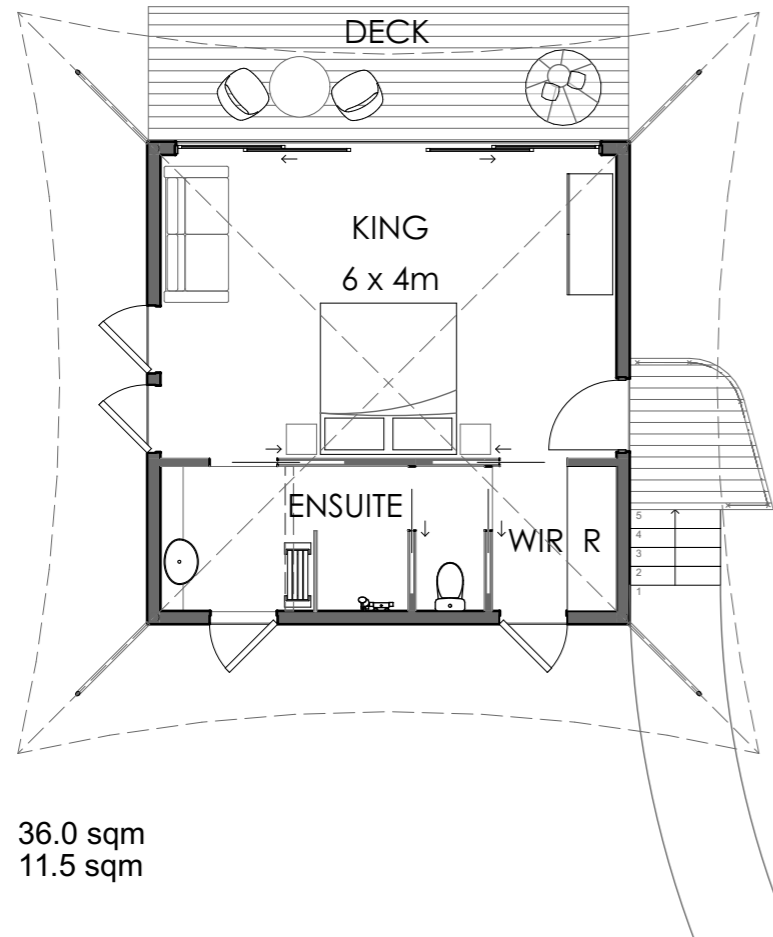 DECK
KING
6 x 4m
ENSUITE
WIR R
5
4
3
2
1
36.0 sqm
11.5 sqm